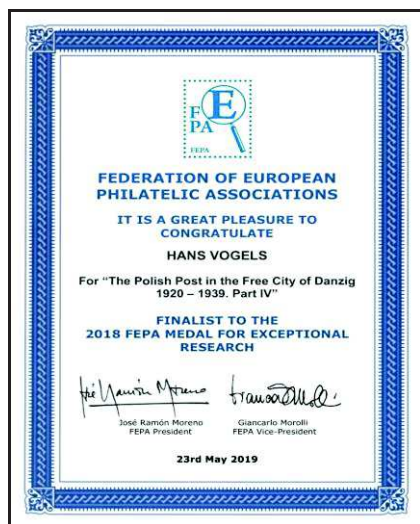 F E
PA
FEPA
FEDERATION OF EUROPEAN
PHILATELIC ASSOCIATIONS
IT IS A GREAT PLEASURE TO
CONGRATULATE
HANS VOGELS
For "The Polish Post in the Free City of Danzig
1920 – 1939. Part IV"
FINALIST TO THE
2018 FEPA MEDAL FOR EXCEPTIONAL
RESEARCH
José Ramón Moreno
FEPA President
Giancarlo Morolli
FEPA Vice-President
23rd May 2019